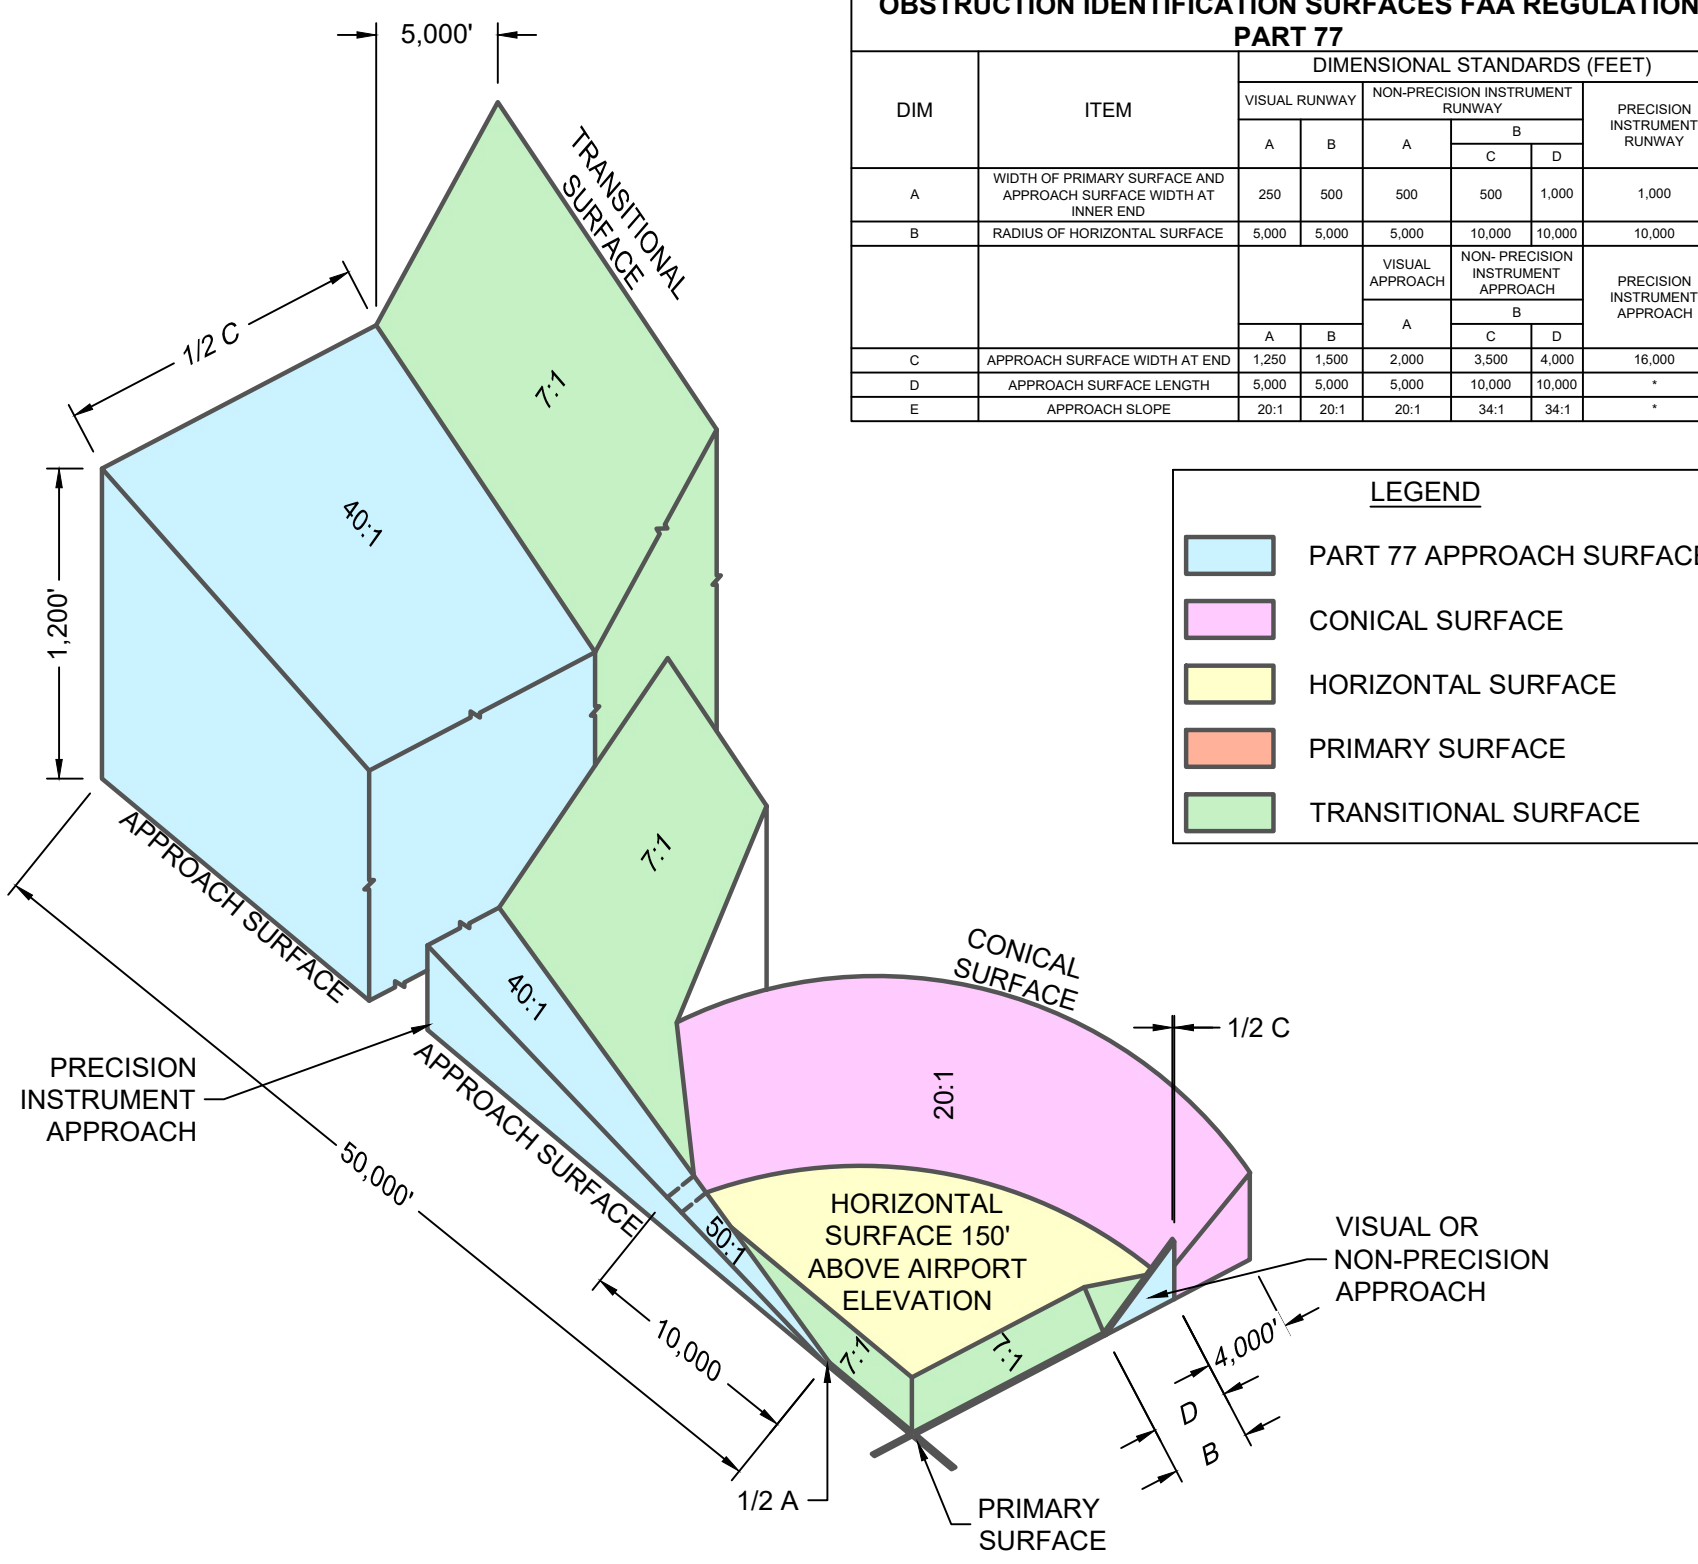 OBSTRUCTION IDENTIFICATION SURFACES FAA REGULATION
PART 77
DIM
ITEM
DIMENSIONAL STANDARDS (FEET)
VISUAL RUNWAY
NON-PRECISION INSTRUMENT
RUNWAY
PRECISION
INSTRUMENT
RUNWAY
A
B
A
B
C
D
A
WIDTH OF PRIMARY SURFACE AND
APPROACH SURFACE WIDTH AT
INNER END
250
500
500
500
1,000
1,000
B
RADIUS OF HORIZONTAL SURFACE
5,000
5,000
5,000
10,000
10,000
10,000
VISUAL
APPROACH
NON- PRECISION
INSTRUMENT
APPROACH
PRECISION
INSTRUMENT
APPROACH
A
B
A
B
C
D
C
APPROACH SURFACE WIDTH AT END
1,250
1,500
2,000
3,500
4,000
16,000
D
APPROACH SURFACE LENGTH
5,000
5,000
5,000
10,000
10,000
*
E
APPROACH SLOPE
20:1
20:1
20:1
34:1
34:1
*
LEGEND
PART 77 APPROACH SURFACE
CONICAL SURFACE
HORIZONTAL SURFACE
PRIMARY SURFACE
TRANSITIONAL SURFACE
5,000'
TRANSITIONAL
SURFACE
1/2 C
7:1
40:1
1,200'
APPROACH SURFACE
7:1
40:1
PRECISION
INSTRUMENT
APPROACH
APPROACH SURFACE
50,000'
CONICAL
SURFACE
1/2 C
20:1
50:1
HORIZONTAL
SURFACE 150'
ABOVE AIRPORT
ELEVATION
VISUAL OR
NON-PRECISION
APPROACH
10,000
7:1
7:1
4,000'
D
B
1/2 A
PRIMARY
SURFACE